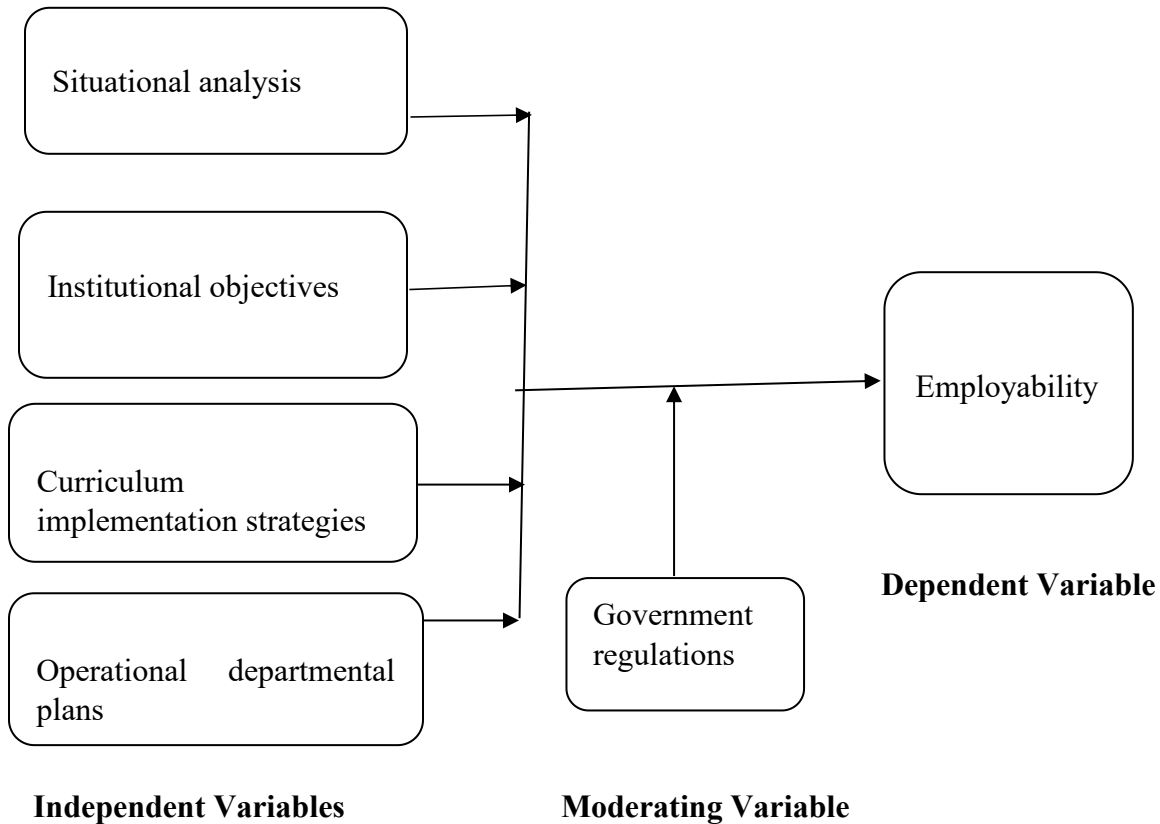 Situational analysis
Institutional objectives
Curriculum
implementation strategies
Operational departmental
plans
Independent Variables
Government
regulations
Moderating Variable
Employability
Dependent Variable